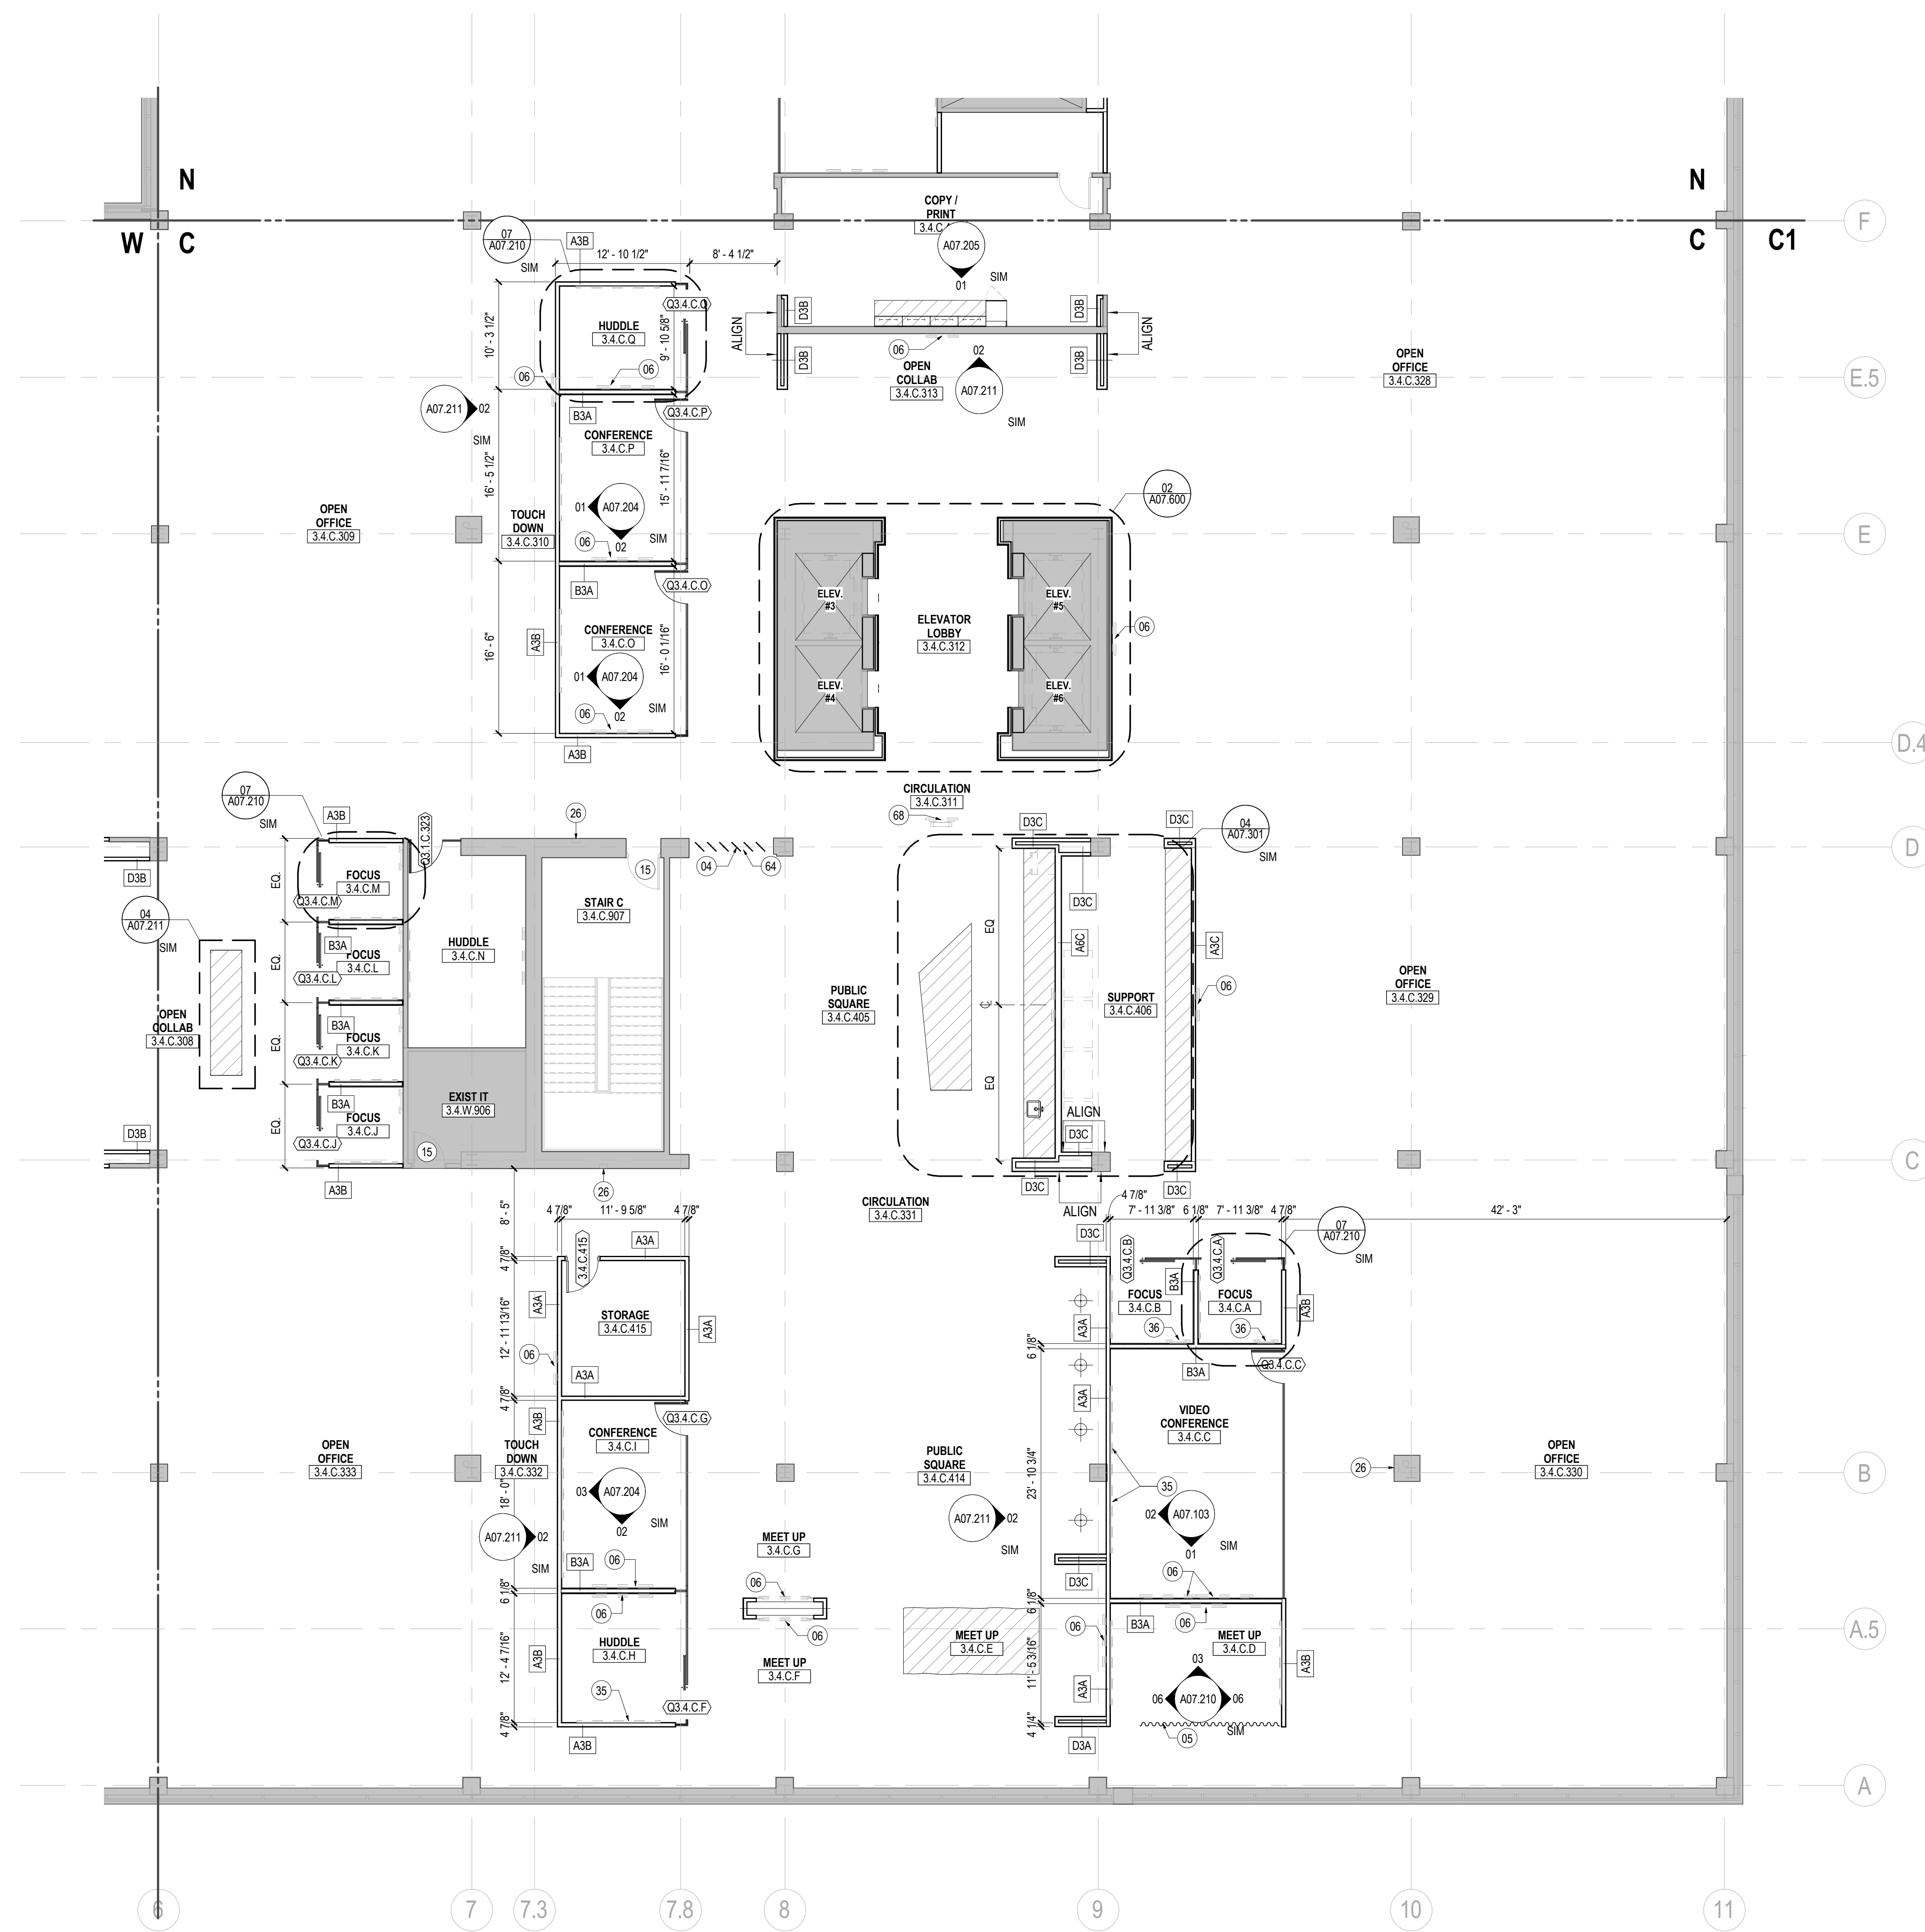 N
N
W
C
C
C1
F
COPY /
PRINT
07
A07.210
SIM
A3B
12' - 10 1/2"
8' - 4 1/2"
A07.205
01
SIM
Q3.4.C.Q
HUDDLE
3.4.C.Q
10' - 3 1/2"
9' - 10 5/8"
06
06
ALIGN
D3B
D3B
D3B
D3B
ALIGN
06
OPEN
COLLAB
3.4.C.313
02
A07.211
SIM
OPEN
OFFICE
3.4.C.328
E.5
A07.211
02
SIM
B3A
Q3.4.C.P
CONFERENCE
3.4.C.P
16' - 5 1/2"
15' - 11 7/16"
01
A07.204
02
SIM
OPEN
OFFICE
3.4.C.309
TOUCH
DOWN
3.4.C.310
06
02
A07.600
E
B3A
Q3.4.C.O
CONFERENCE
3.4.C.O
A3B
16' - 6"
16' - 0 1/16"
01
A07.204
02
SIM
06
A3B
ELEV.
#3
ELEV.
#4
ELEVATOR
LOBBY
3.4.C.312
ELEV.
#5
ELEV.
#6
06
D.4
CIRCULATION
3.4.C.311
68
07
A07.210
SIM
A3B
Q3.1.C.323
26
04
64
15
D3C
D3C
04
A07.301
SIM
D
D3B
EQ.
FOCUS
3.4.C.M
Q3.4.C.M
STAIR C
3.4.C.907
D3C
04
A07.211
SIM
B3A
FOCUS
3.4.C.L
Q3.4.C.L
EQ.
HUDDLE
3.4.C.N
EQ
A6C
A3C
OPEN
OFFICE
3.4.C.329
PUBLIC
SQUARE
3.4.C.405
SUPPORT
3.4.C.406
06
OPEN
COLLAB
3.4.C.308
B3A
FOCUS
3.4.C.K
Q3.4.C.K
EQ.
EQ
B3A
FOCUS
3.4.C.J
Q3.4.C.J
EQ.
EXIST IT
3.4.W.906
D3B
15
A3B
ALIGN
D3C
D3C
D3C
C
26
CIRCULATION
3.4.C.331
ALIGN
8' - 5"
4 7/8"
11' - 9 5/8"
4 7/8"
4 7/8"
7' - 11 3/8"
6 1/8"
7' - 11 3/8"
4 7/8"
42' - 3"
07
A07.210
SIM
D3C
Q3.4.C.B
Q3.4.C.A
B3A
3.4.C.415
A3A
4 7/8"
A3A
STORAGE
3.4.C.415
A3A
12' - 11 13/16"
06
A3A
FOCUS
3.4.C.B
FOCUS
3.4.C.A
A3B
A3A
36
36
6 1/8"
B3A
Q3.4.C.C
4 7/8"
A3B
Q3.4.C.G
CONFERENCE
3.4.C.I
A3A
VIDEO
CONFERENCE
3.4.C.C
OPEN
OFFICE
3.4.C.333
TOUCH
DOWN
3.4.C.332
18' - 0"
03
A07.204
02
SIM
PUBLIC
SQUARE
3.4.C.414
23' - 10 3/4"
35
26
OPEN
OFFICE
3.4.C.330
B
A07.211
02
SIM
A07.211
02
SIM
02
A07.103
01
SIM
B3A
06
MEET UP
3.4.C.G
D3C
06
6 1/8"
06
06
06
6 1/8"
B3A
06
HUDDLE
3.4.C.H
A3B
12' - 4 7/16"
MEET UP
3.4.C.F
MEET UP
3.4.C.E
06
MEET UP
3.4.C.D
A3B
A.5
11' - 5 3/16"
A3A
35
Q3.4.C.F
03
06
A07.210
06
SIM
4 7/8"
A3B
4 1/4"
D3A
05
A
6
7
7.3
7.8
8
9
10
11